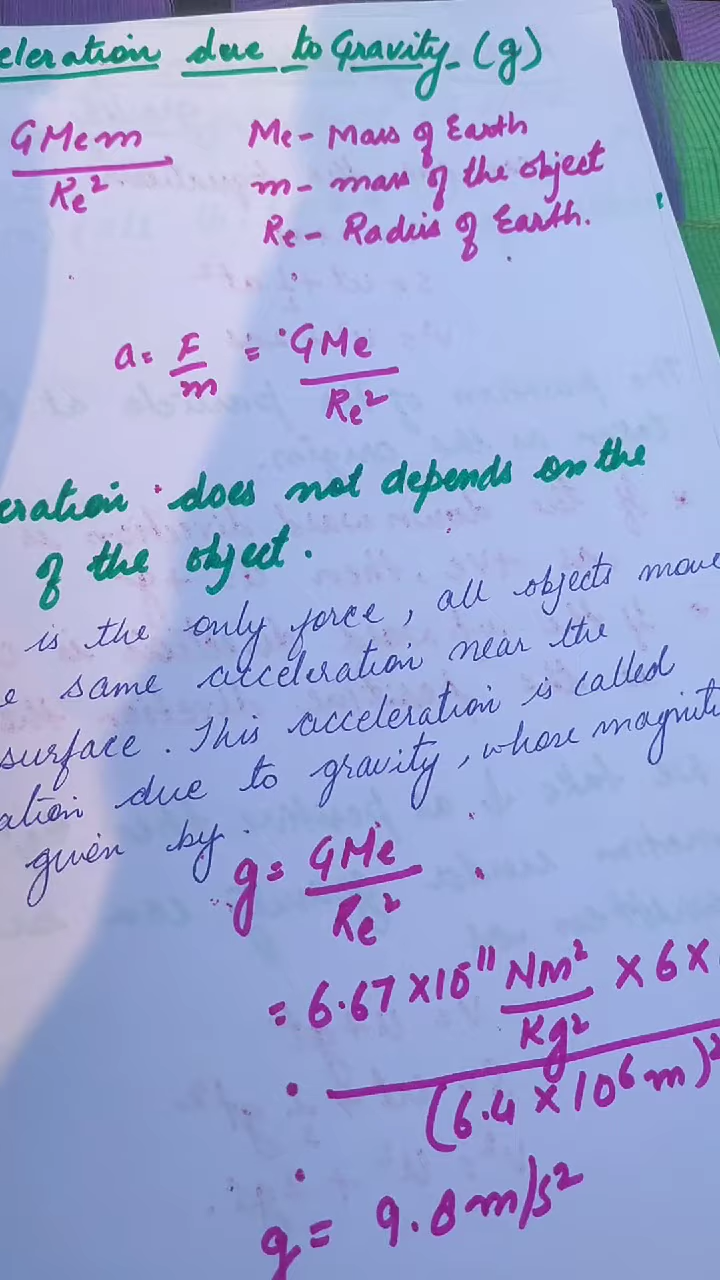 eleration due to Gravity (g)
GMem / Re²
Me - Mass of Earth
m - mass of the object
Re - Radius of Earth.
a = F/m = GMe / Re²
eration does not depends on the
of the object.
is the only force, all objects move
e same acceleration near the
surface. This acceleration is called
ation due to gravity, whose magnitu
given by.
g = GMe / Re²
= 6.67 × 10¹¹ Nm² / Kg² × 6 ×
(6.4 × 10⁶ m)²
g = 9.8 m/s²